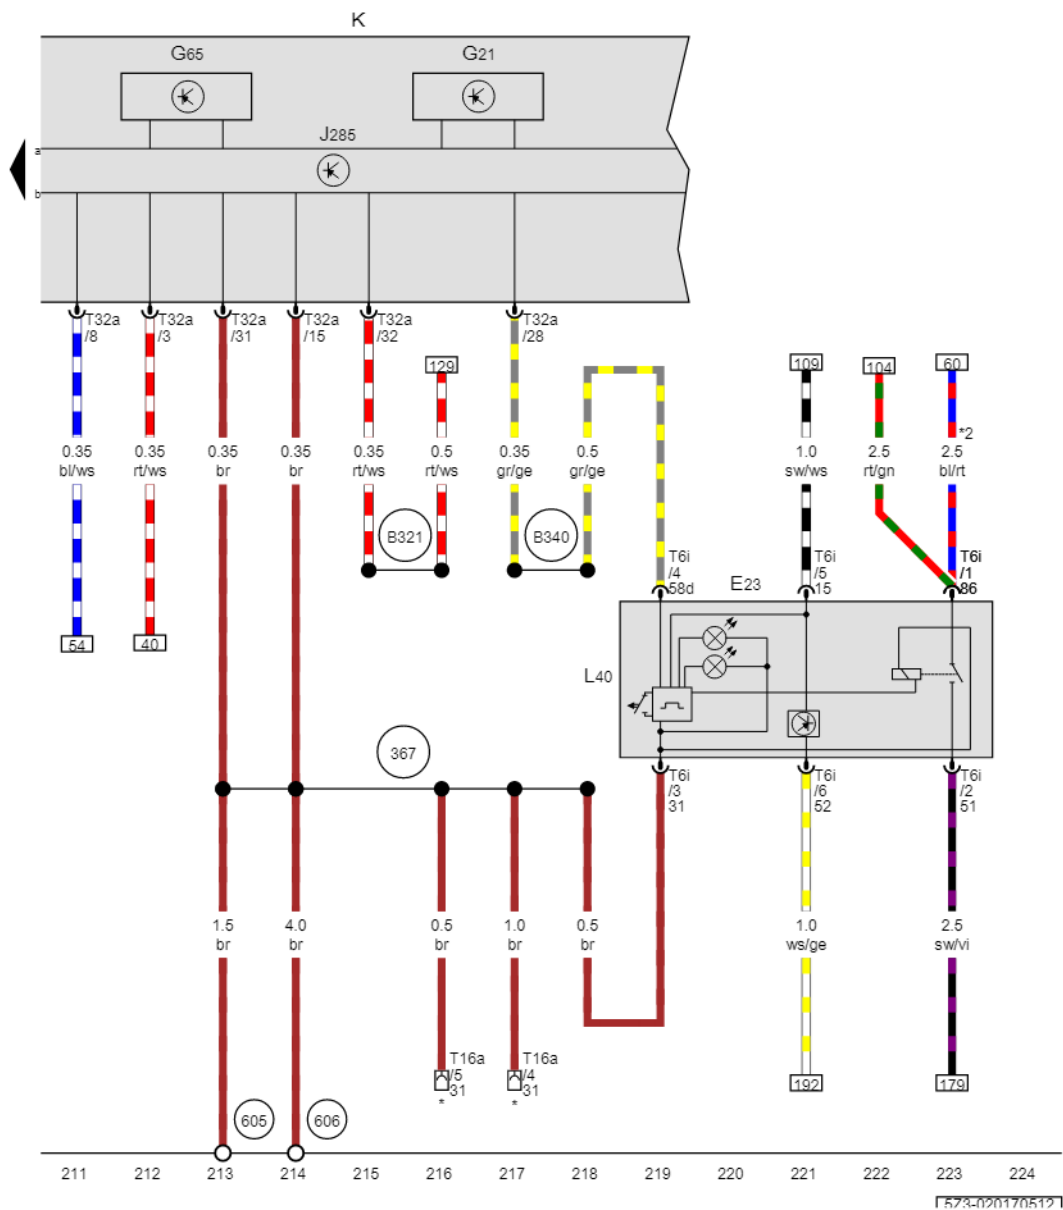 K
G65
G21
J285
a
b
T32a
/8
T32a
/3
T32a
/31
T32a
/15
T32a
/32
T32a
/28
129
109
104
60
*2
0.35
bl/ws
0.35
rt/ws
0.35
br
0.35
br
0.35
rt/ws
0.5
rt/ws
0.35
gr/ge
0.5
gr/ge
1.0
sw/ws
2.5
rt/gn
2.5
bl/rt
B321
B340
T6i
/4
58d
E23
T6i
/5
15
T6i
/1
86
54
40
L40
367
T6i
/3
31
T6i
/6
52
T6i
/2
51
1.5
br
4.0
br
0.5
br
1.0
br
0.5
br
1.0
ws/ge
2.5
sw/vi
T16a
/5
31
*
T16a
/4
31
*
192
179
605
606
211 212 213 214 215 216 217 218 219 220 221 222 223 224
573-020170512